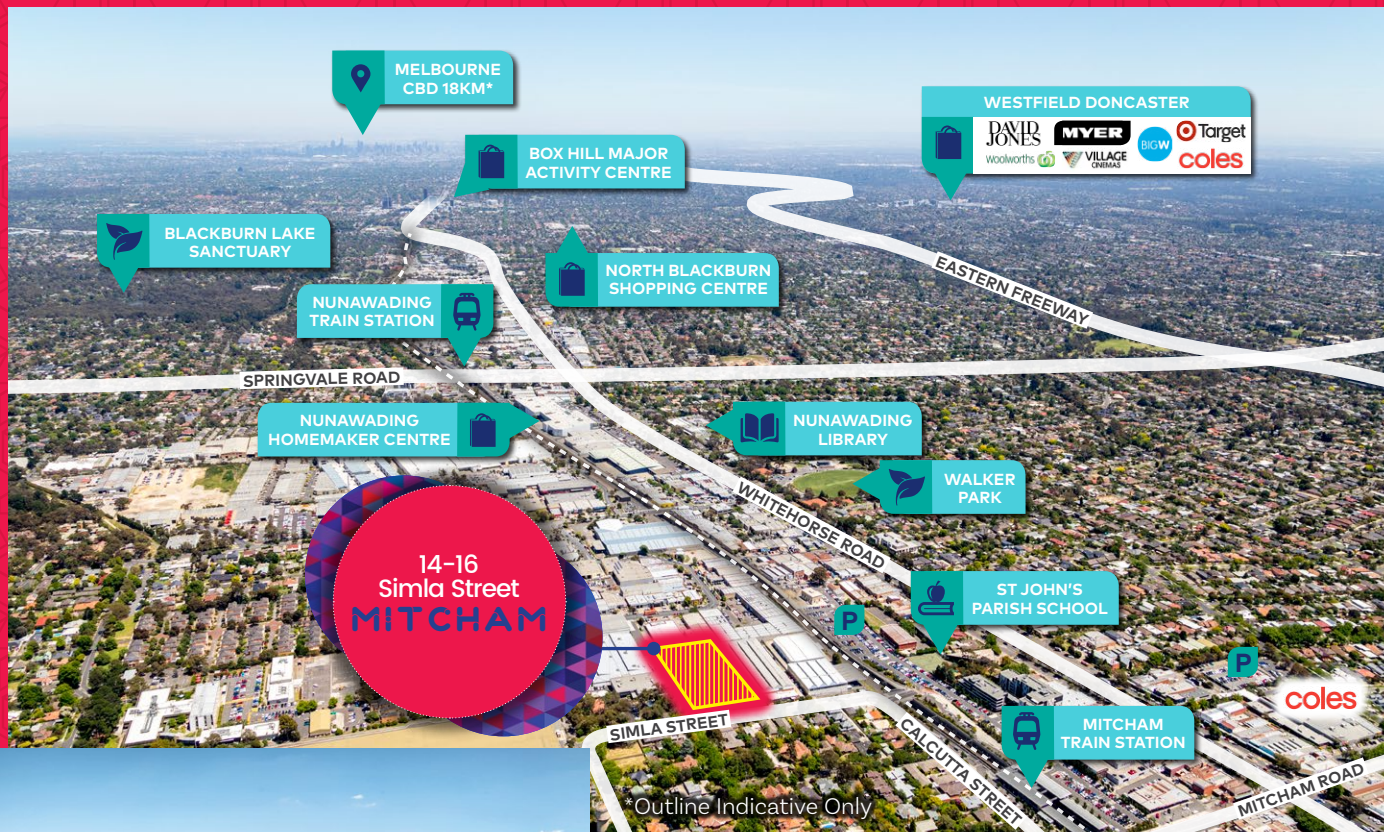 MELBOURNE
CBD 18KM*
WESTFIELD DONCASTER
DAVID
JONES
MYER
BIGW
Target
woolworths
VILLAGE
CINEMAS
coles
BOX HILL MAJOR
ACTIVITY CENTRE
BLACKBURN LAKE
SANCTUARY
NORTH BLACKBURN
SHOPPING CENTRE
EASTERN FREEWAY
NUNAWADING
TRAIN STATION
SPRINGVALE ROAD
NUNAWADING
HOMEMAKER CENTRE
NUNAWADING
LIBRARY
WALKER
PARK
WHITEHORSE ROAD
14-16
Simla Street
MITCHAM
ST JOHN'S
PARISH SCHOOL
P
P
coles
SIMLA STREET
CALCUTTA STREET
MITCHAM
TRAIN STATION
MITCHAM ROAD
*Outline Indicative Only